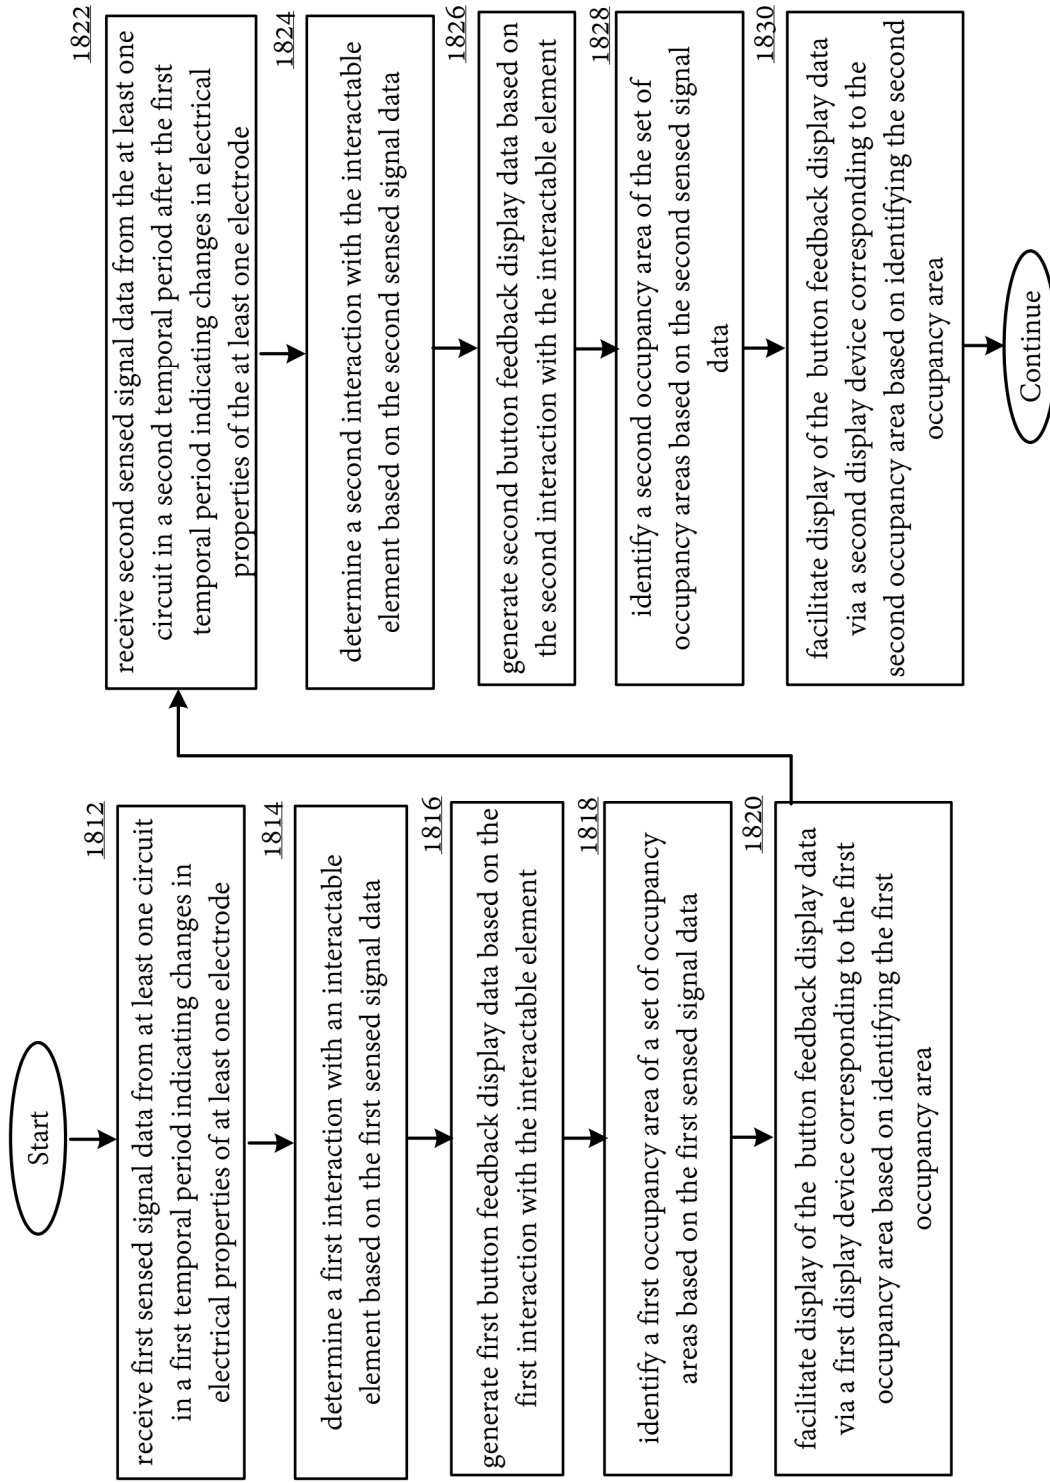 Start
1812
receive first sensed signal data from at least one circuit
in a first temporal period indicating changes in
electrical properties of at least one electrode
1814
determine a first interaction with an interactable
element based on the first sensed signal data
1816
generate first button feedback display data based on the
first interaction with the interactable element
1818
identify a first occupancy area of a set of occupancy
areas based on the first sensed signal data
1820
facilitate display of the button feedback display data
via a first display device corresponding to the first
occupancy area based on identifying the first
occupancy area
1822
receive second sensed signal data from the at least one
circuit in a second temporal period after the first
temporal period indicating changes in electrical
properties of the at least one electrode
1824
determine a second interaction with the interactable
element based on the second sensed signal data
1826
generate second button feedback display data based on
the second interaction with the interactable element
1828
identify a second occupancy area of the set of
occupancy areas based on the second sensed signal
data
1830
facilitate display of the button feedback display data
via a second display device corresponding to the
second occupancy area based on identifying the second
occupancy area
Continue